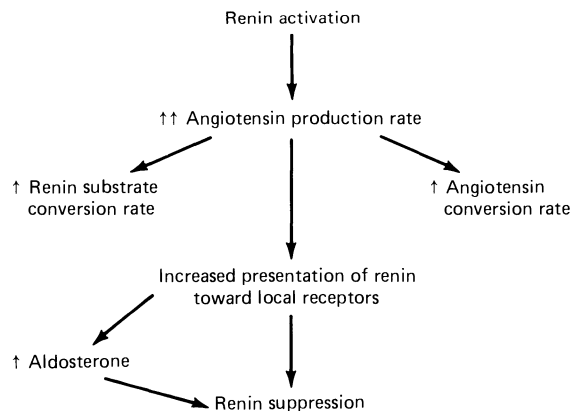 Renin activation
↑↑ Angiotensin production rate
↑ Renin substrate
conversion rate
↑ Angiotensin
conversion rate
Increased presentation of renin
toward local receptors
↑ Aldosterone
Renin suppression